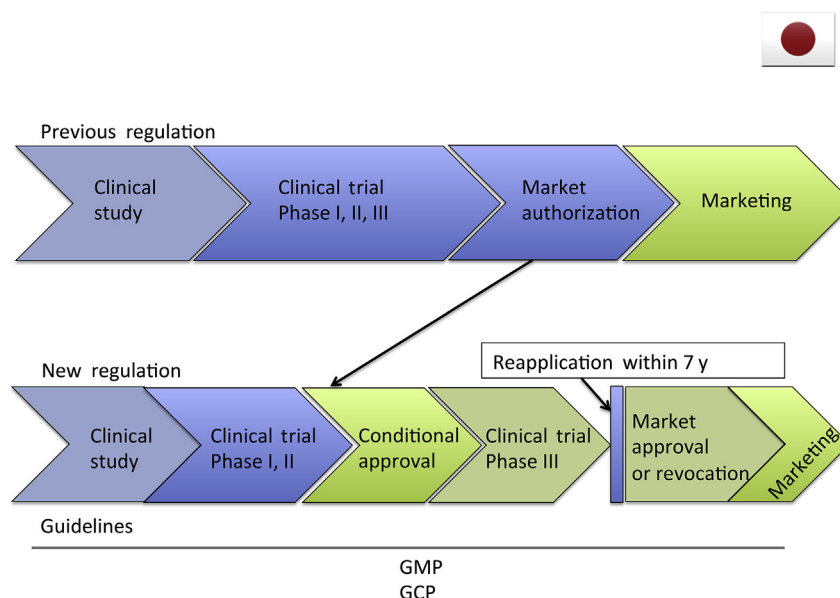 Previous regulation
Clinical
study
Clinical trial
Phase I, II, III
Market
authorization
Marketing
New regulation
Reapplication within 7 y
Clinical
study
Clinical trial
Phase I, II
Conditional
approval
Clinical trial
Phase III
Market
approval
or revocation
Marketing
Guidelines
GMP
GCP